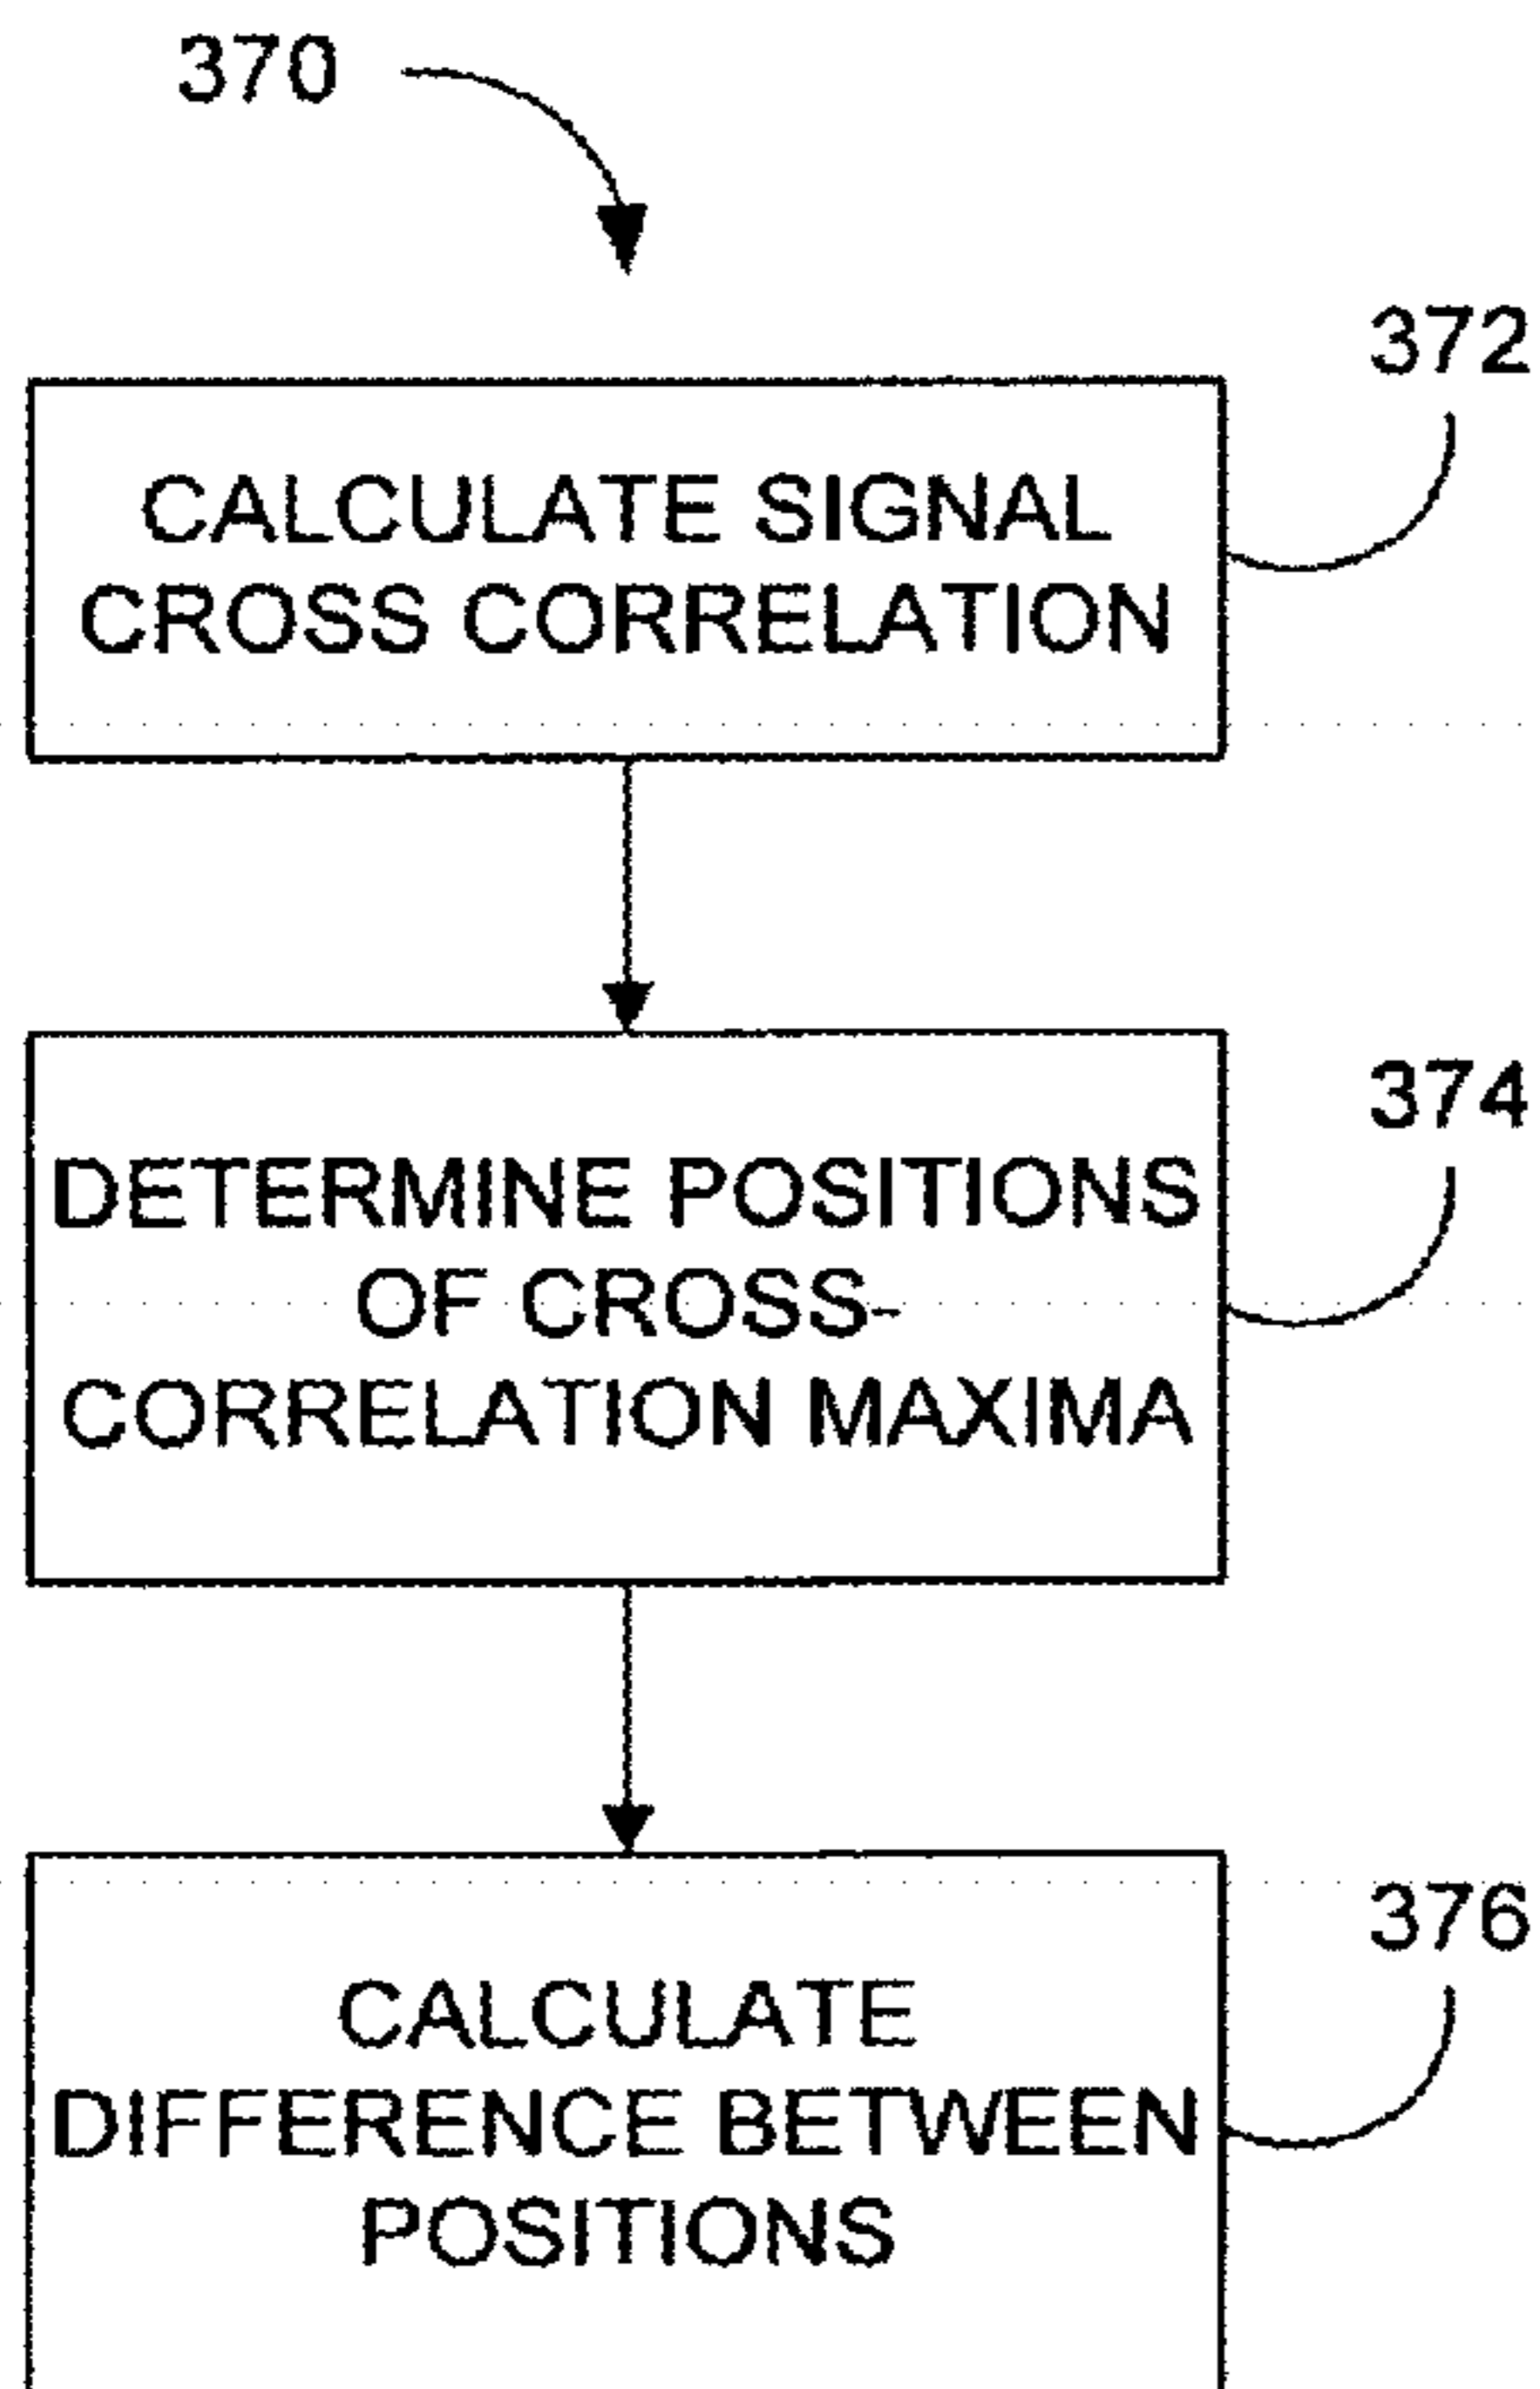 370
372
CALCULATE SIGNAL
CROSS CORRELATION
374
DETERMINE POSITIONS
OF CROSS-
CORRELATION MAXIMA
376
CALCULATE
DIFFERENCE BETWEEN
POSITIONS